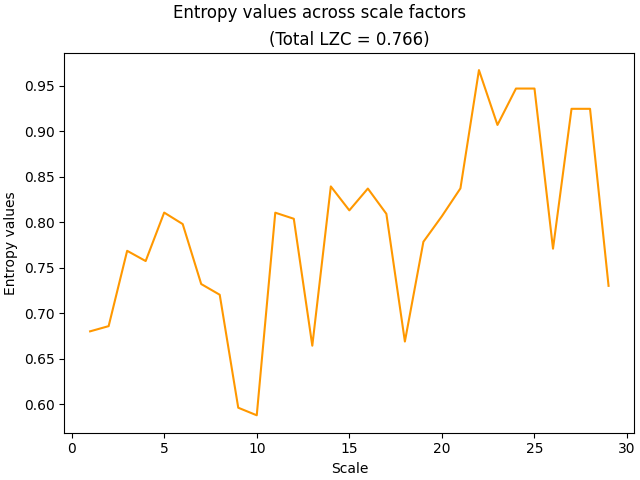 Entropy values across scale factors
(Total LZC = 0.766)
Entropy values
0.95
0.90
0.85
0.80
0.75
0.70
0.65
0.60
0 5 10 15 20 25 30
Scale